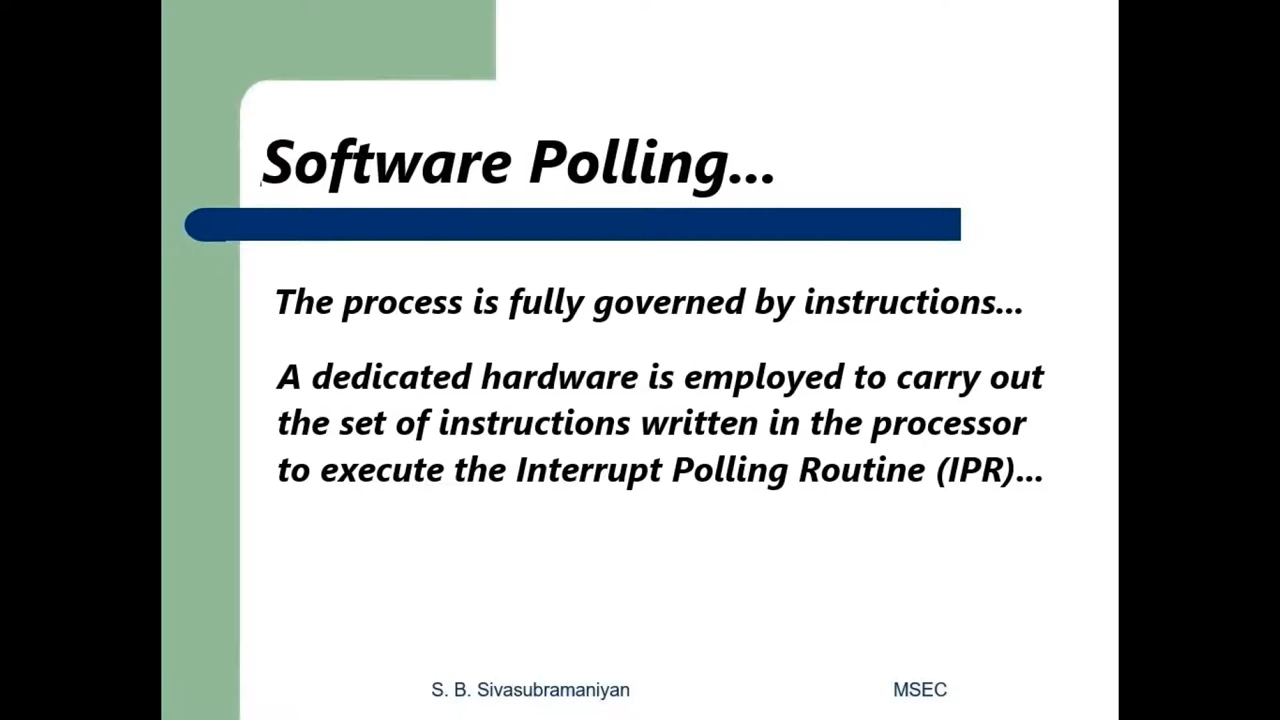 Software Polling...
The process is fully governed by instructions...
A dedicated hardware is employed to carry out
the set of instructions written in the processor
to execute the Interrupt Polling Routine (IPR)...
S. B. Sivasubramaniyan MSEC